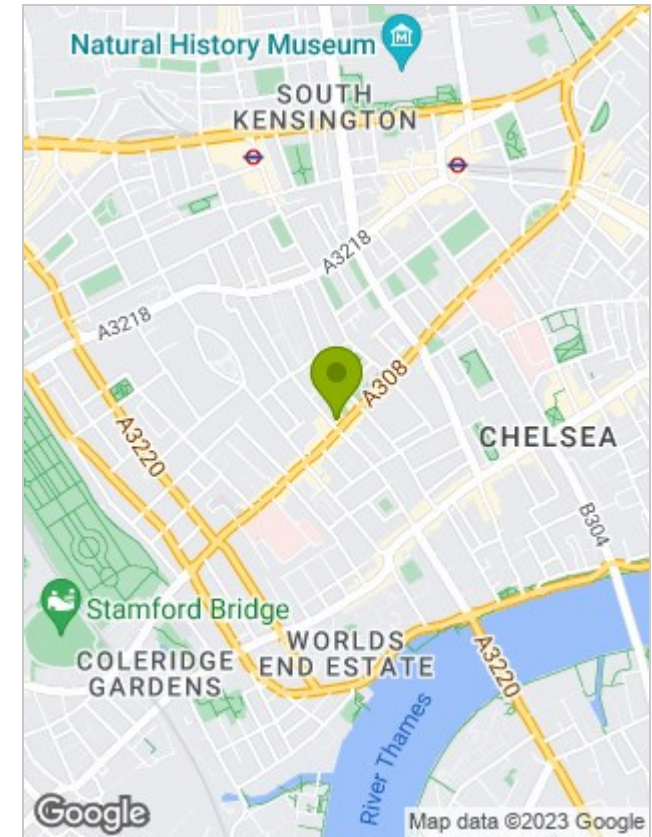 Natural History Museum
SOUTH
KENSINGTON
A3218
A3218
A308
A3220
CHELSEA
B304
Stamford Bridge
COLERIDGE
GARDENS
WORLDS
END ESTATE
A3220
River Thames
Google
Map data ©2023 Google